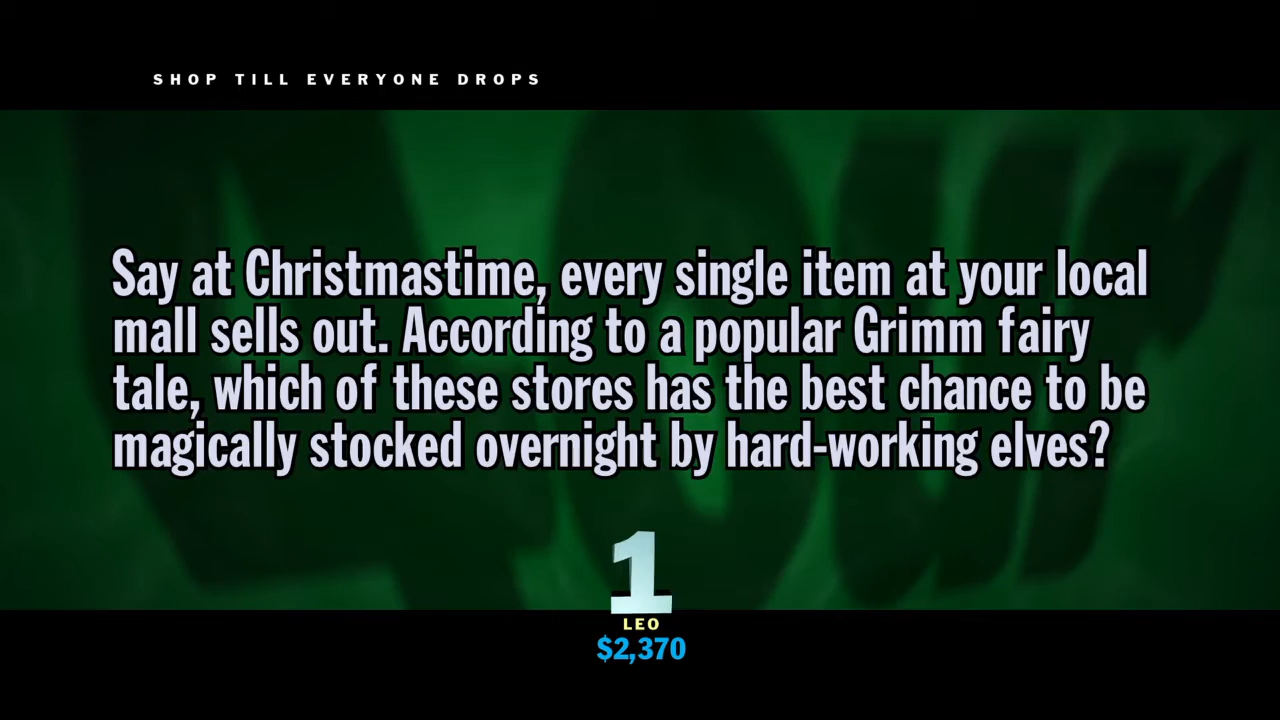 SHOP TILL EVERYONE DROPS
Say at Christmastime, every single item at your local
mall sells out. According to a popular Grimm fairy
tale, which of these stores has the best chance to be
magically stocked overnight by hard-working elves?
1
LEO
$2,370